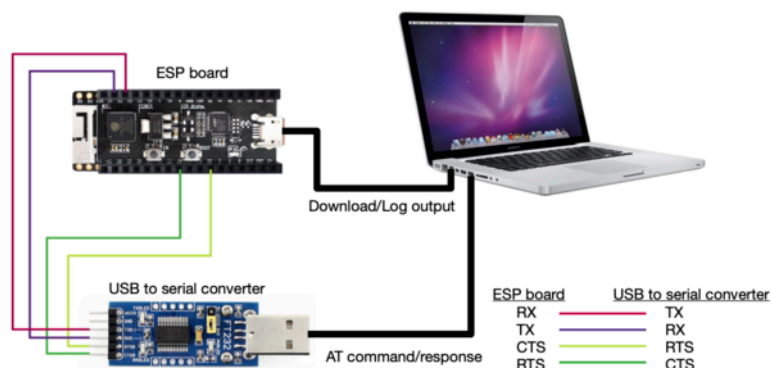 ESP board
Download/Log output
USB to serial converter
FT232
AT command/response
ESP board USB to serial converter
RX TX
TX RX
CTS RTS
RTS CTS